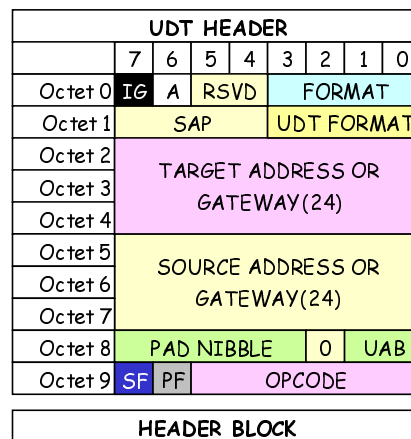 UDT HEADER
7 6 5 4 3 2 1 0
Octet 0 IG A RSVD FORMAT
Octet 1 SAP UDT FORMAT
Octet 2
TARGET ADDRESS OR
Octet 3
GATEWAY(24)
Octet 4
Octet 5
SOURCE ADDRESS OR
Octet 6
GATEWAY(24)
Octet 7
Octet 8 PAD NIBBLE 0 UAB
Octet 9 SF PF OPCODE
HEADER BLOCK